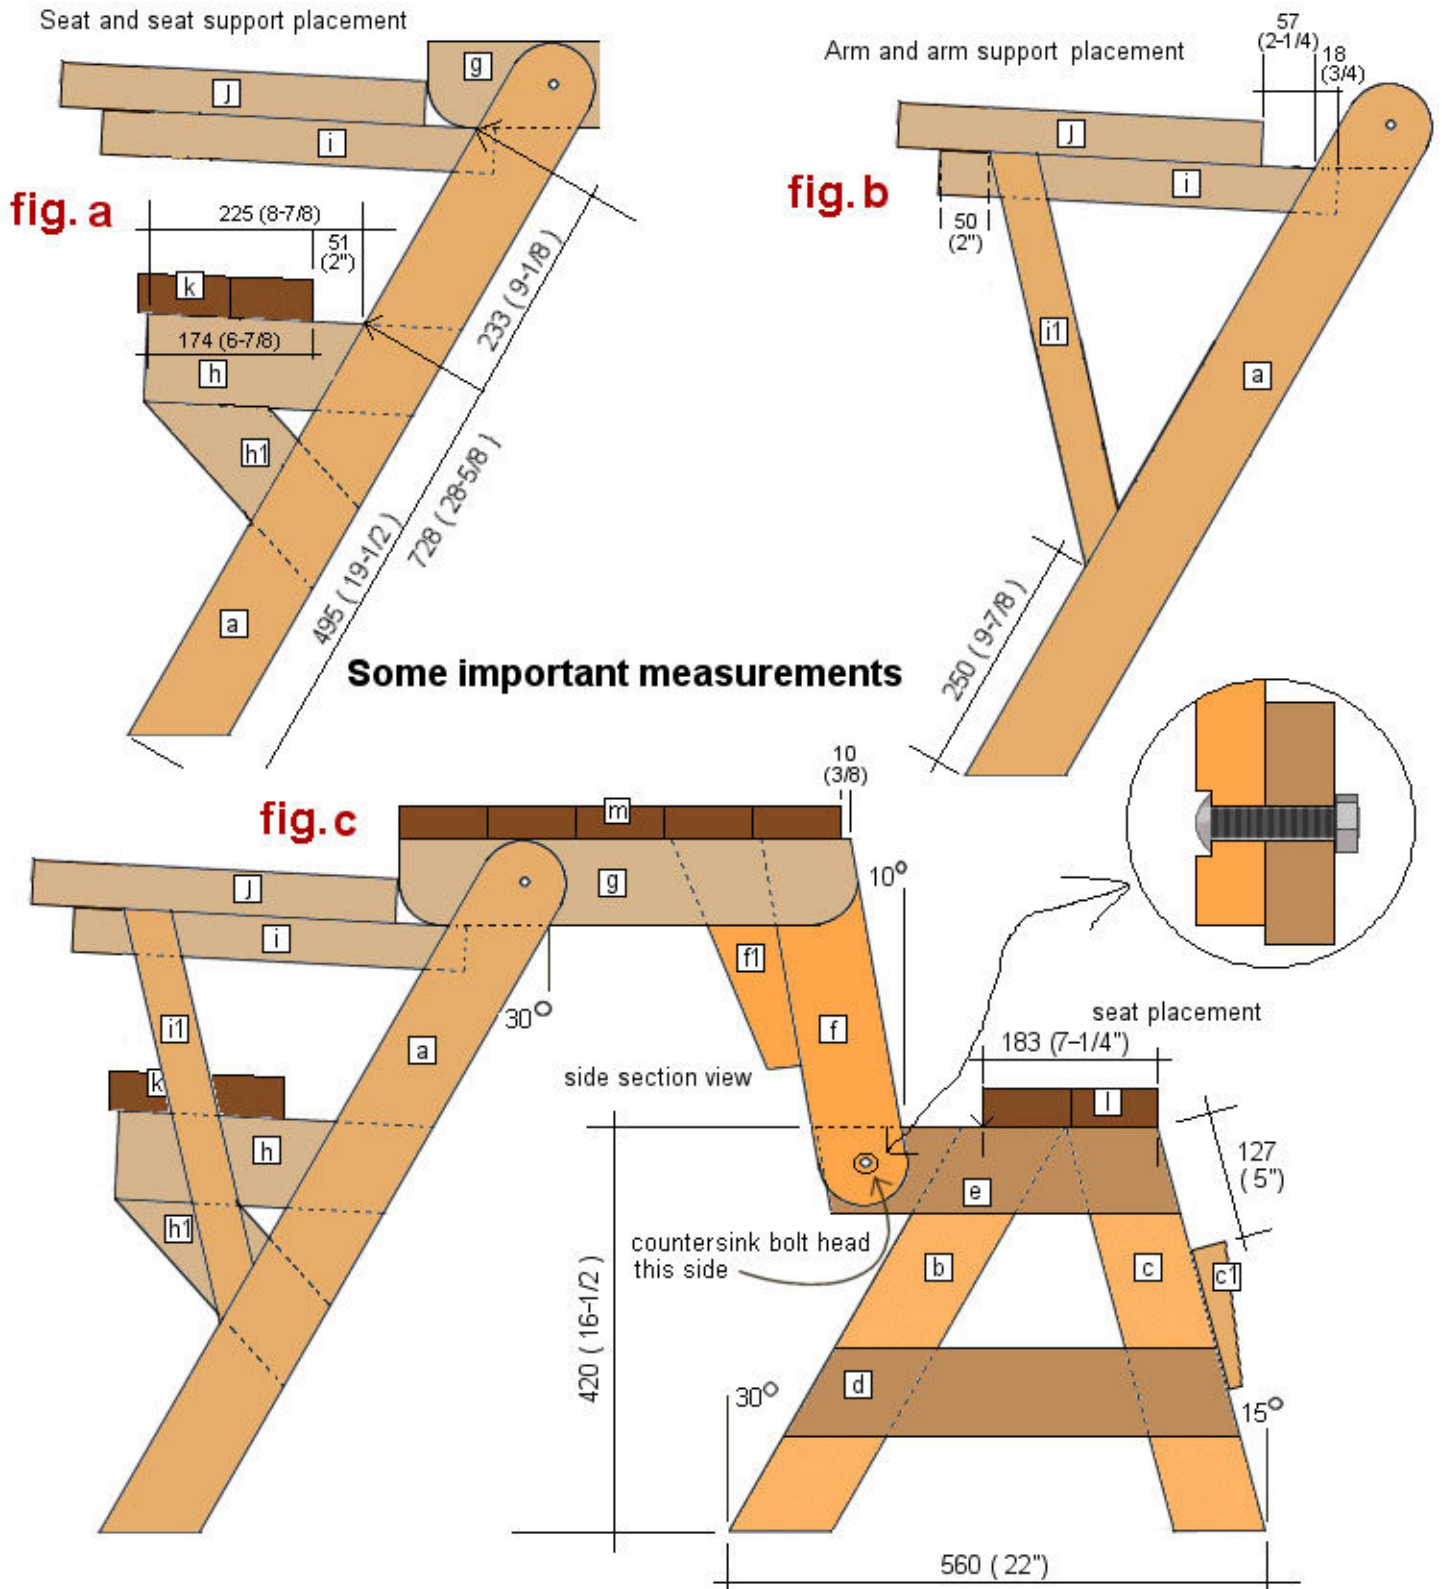 Seat and seat support placement
g
J
i
fig. a
225 (8-7/8)
51
(2")
k
174 (6-7/8)
h
h1
a
233 (9-1/8)
495 (19-1/2)
728 (28-5/8)
Arm and arm support placement
57
(2-1/4)
18
(3/4)
J
i
fig. b
50
(2")
i1
a
250 (9-7/8)
Some important measurements
fig. c
m
10
(3/8)
J
g
i
10o
f1
30o
f
i1
a
seat placement
183 (7-1/4")
side section view
k
l
h
127
(5")
e
h1
countersink bolt head
this side
b
c
c1
420 (16-1/2)
d
30o
15o
560 (22")